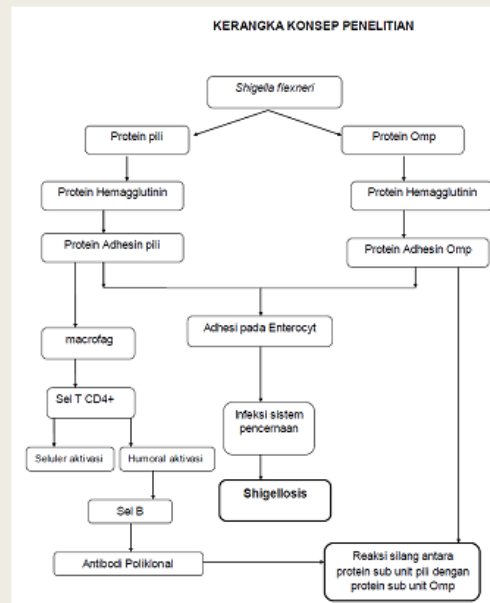 KERANGKA KONSEP PENELITIAN
Shigella flexneri
Protein pili
Protein Omp
Protein Hemagglutinin
Protein Hemagglutinin
Protein Adhesin pili
Protein Adhesin Omp
macrofag
Adhesi pada Enterocyt
Sel T CD4+
Infeksi sistem
pencernaan
Seluler aktivasi
Humoral aktivasi
Shigellosis
Sel B
Antibodi Poliklonal
Reaksi silang antara
protein sub unit pili dengan
protein sub unit Omp